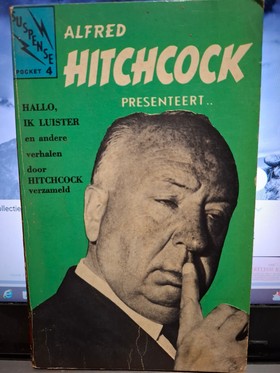 SUSPENSE
POCKET 4
ALFRED
HITCHCOCK
PRESENTEERT..
HALLO,
IK LUISTER
en andere
verhalen
door
HITCHCOCK
verzameld